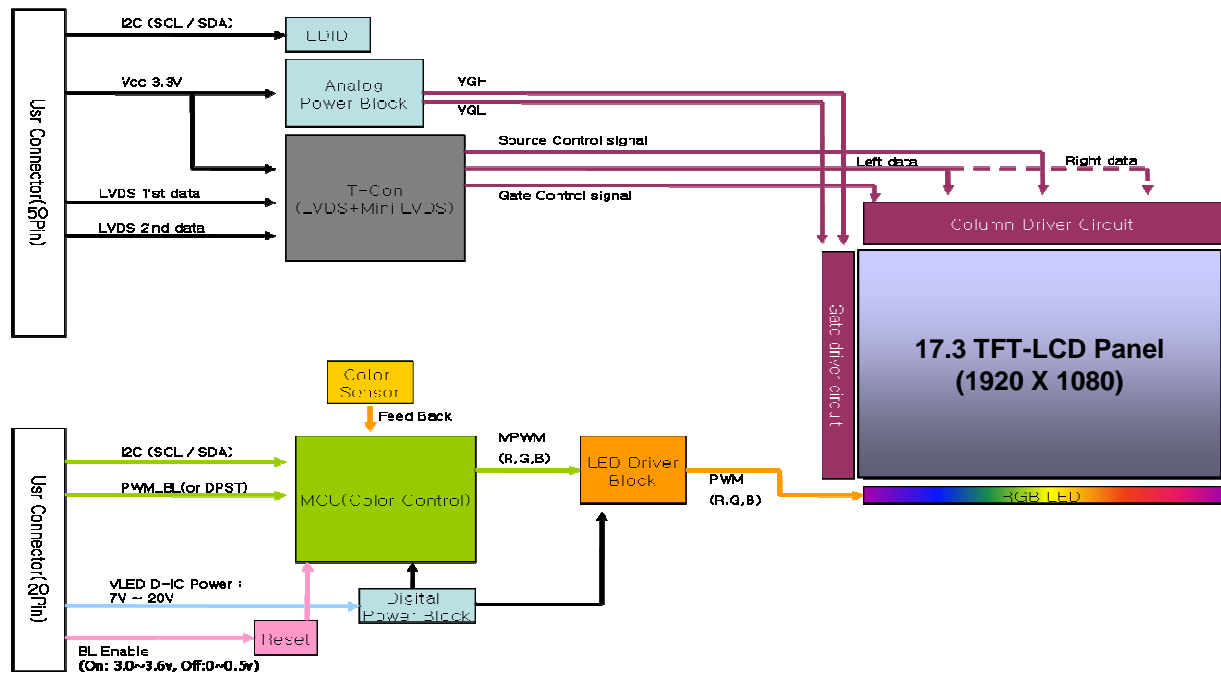 I2C (SCL / SDA)
EDID
Vcc 3.3V
Analog
Power Block
VGH
VGL
Usr Connector(50Pin)
Source Control signal
Left data
Right data
T-Con
(LVDS+Mini LVDS)
LVDS 1st data
Gate Control signal
LVDS 2nd data
Column Driver Circuit
Gate driver circuit
17.3 TFT-LCD Panel
(1920 X 1080)
Color
Sensor
Feed Back
Usr Connector(20Pin)
I2C (SCL / SDA)
PWM_BL(or DPST)
MCU(Color Control)
MPWM
(R,G,B)
LED Driver
Block
PWM
(R,G,B)
RGB LED
VLED D-IC Power :
7V ~ 20V
Digital
Power Block
Reset
BL Enable
(On: 3.0~3.6v, Off:0~0.5v)